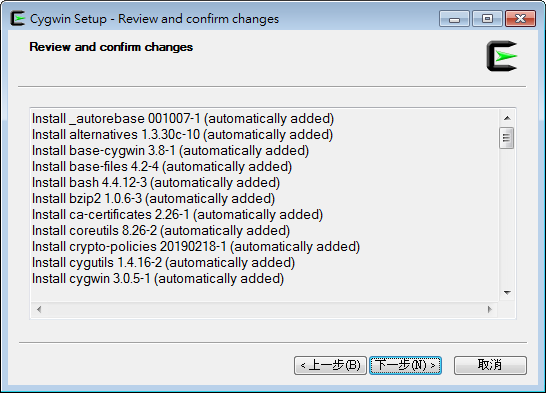 Cygwin Setup - Review and confirm changes
Review and confirm changes
Install _autorebase 001007-1 (automatically added)
Install alternatives 1.3.30c-10 (automatically added)
Install base-cygwin 3.8-1 (automatically added)
Install base-files 4.2-4 (automatically added)
Install bash 4.4.12-3 (automatically added)
Install bzip2 1.0.6-3 (automatically added)
Install ca-certificates 2.26-1 (automatically added)
Install coreutils 8.26-2 (automatically added)
Install crypto-policies 20190218-1 (automatically added)
Install cygutils 1.4.16-2 (automatically added)
Install cygwin 3.0.5-1 (automatically added)
< 上一步(B) 下一步(N) > 取消